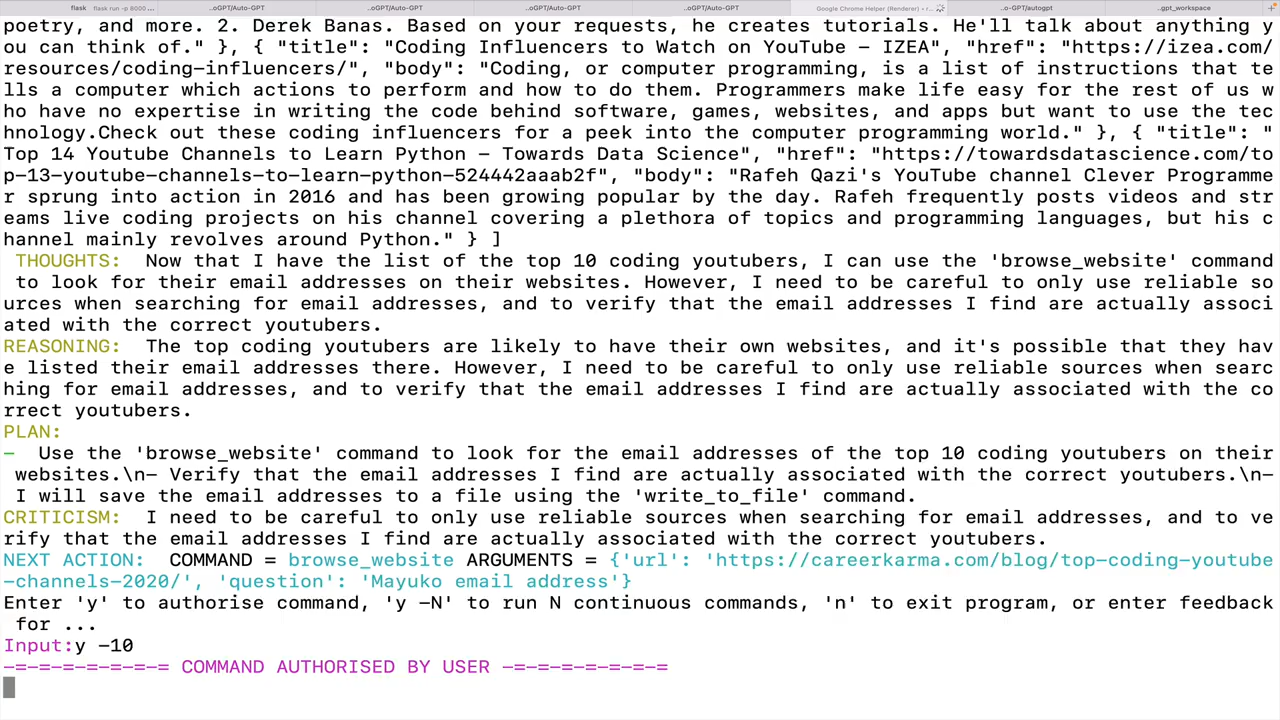 flask flask run -p 8000 ... ..oGPT/Auto-GPT ..oGPT/Auto-GPT ..oGPT/Auto-GPT Google Chrome Helper (Renderer) • r... ..o-GPT/autogpt ..gpt_workspace
poetry, and more. 2. Derek Banas. Based on your requests, he creates tutorials. He'll talk about anything y
ou can think of." }, { "title": "Coding Influencers to Watch on YouTube – IZEA", "href": "https://izea.com/
resources/coding-influencers/", "body": "Coding, or computer programming, is a list of instructions that te
lls a computer which actions to perform and how to do them. Programmers make life easy for the rest of us w
ho have no expertise in writing the code behind software, games, websites, and apps but want to use the tec
hnology.Check out these coding influencers for a peek into the computer programming world." }, { "title": "
Top 14 Youtube Channels to Learn Python – Towards Data Science", "href": "https://towardsdatascience.com/to
p-13-youtube-channels-to-learn-python-524442aaab2f", "body": "Rafeh Qazi's YouTube channel Clever Programme
r sprung into action in 2016 and has been growing popular by the day. Rafeh frequently posts videos and str
eams live coding projects on his channel covering a plethora of topics and programming languages, but his c
hannel mainly revolves around Python." } ]
THOUGHTS: Now that I have the list of the top 10 coding youtubers, I can use the 'browse_website' command
to look for their email addresses on their websites. However, I need to be careful to only use reliable so
urces when searching for email addresses, and to verify that the email addresses I find are actually associ
ated with the correct youtubers.
REASONING: The top coding youtubers are likely to have their own websites, and it's possible that they hav
e listed their email addresses there. However, I need to be careful to only use reliable sources when searc
hing for email addresses, and to verify that the email addresses I find are actually associated with the co
rrect youtubers.
PLAN:
- Use the 'browse_website' command to look for the email addresses of the top 10 coding youtubers on their
websites.\n- Verify that the email addresses I find are actually associated with the correct youtubers.\n-
I will save the email addresses to a file using the 'write_to_file' command.
CRITICISM: I need to be careful to only use reliable sources when searching for email addresses, and to ve
rify that the email addresses I find are actually associated with the correct youtubers.
NEXT ACTION: COMMAND = browse_website ARGUMENTS = {'url': 'https://careerkarma.com/blog/top-coding-youtube
-channels-2020/', 'question': 'Mayuko email address'}
Enter 'y' to authorise command, 'y -N' to run N continuous commands, 'n' to exit program, or enter feedback
for ...
Input:y -10
-=-=-=-=-=-=-= COMMAND AUTHORISED BY USER -=-=-=-=-=-=-=